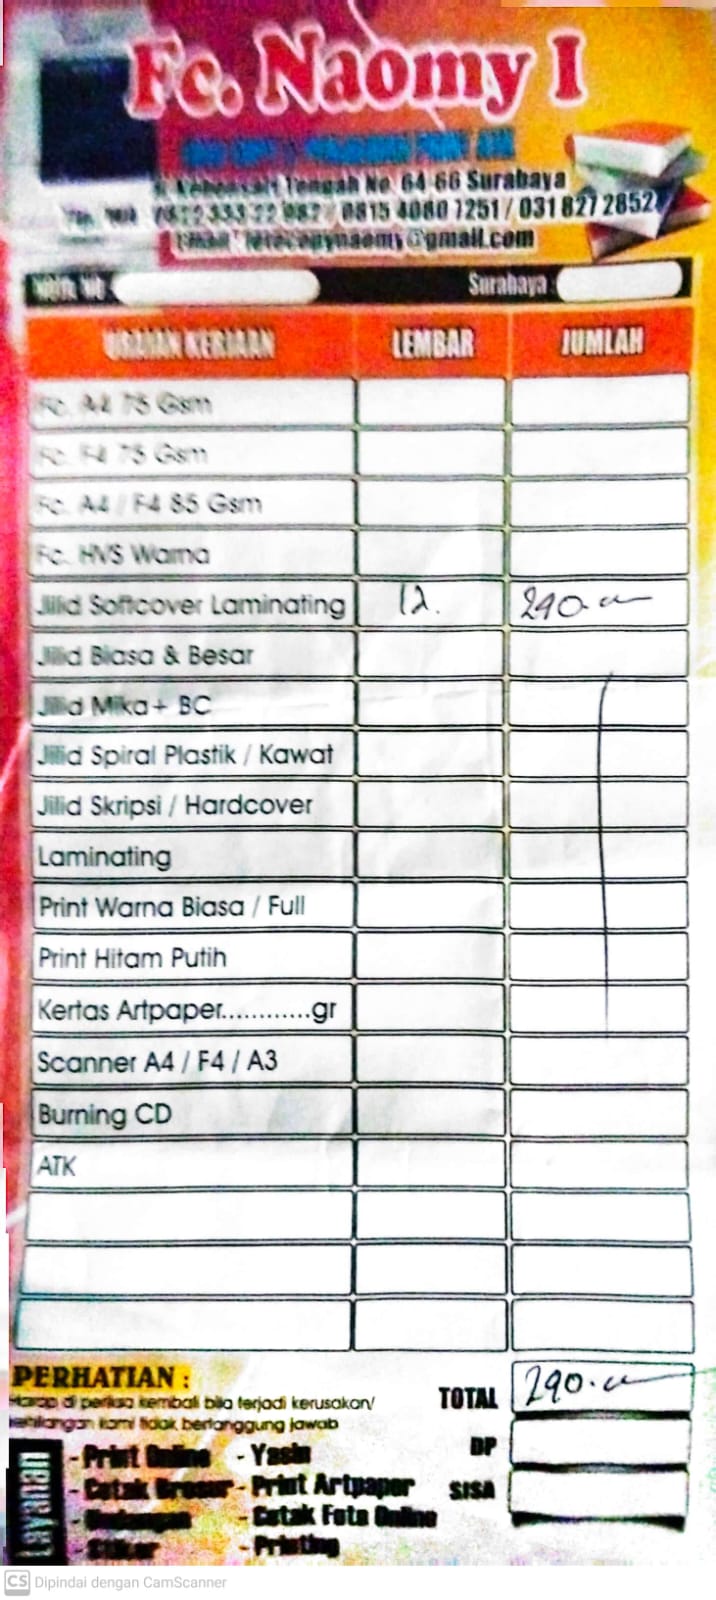 Fc. Naomy I
Jl. Kebonsari Tengah No. 64-66 Surabaya
0822 333 22 082 / 0815 4080 7251 / 031 827 2852
Email : fotocopynaomy@gmail.com
Nota No Surabaya
URAIAN KERJAAN LEMBAR JUMLAH
Fc. A4 75 Gsm
Fc. F4 75 Gsm
Fc. A4 / F4 85 Gsm
Fc. HVS Warna
Jilid Softcover Laminating 12. 290.-
Jilid Biasa & Besar
Jilid Mika + BC
Jilid Spiral Plastik / Kawat
Jilid Skripsi / Hardcover
Laminating
Print Warna Biasa / Full
Print Hitam Putih
Kertas Artpaper............gr
Scanner A4 / F4 / A3
Burning CD
ATK
PERHATIAN :
Harap di periksa kembali bila terjadi kerusakan/
kehilangan kami tidak bertanggung jawab
TOTAL 290.-
DP
SISA
Layanan
- Print Online - Yasin
- Cetak Brosur - Print Artpaper
- Undangan - Cetak Foto Online
- Stiker - Printing
CS Dipindai dengan CamScanner